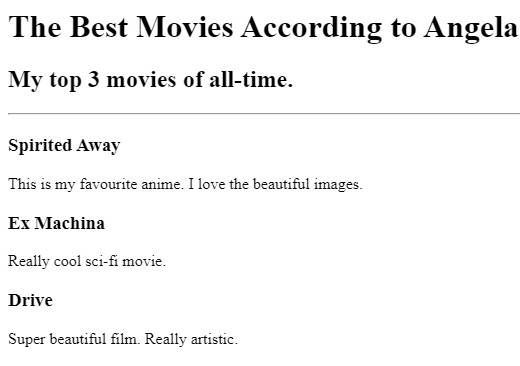 The Best Movies According to Angela
My top 3 movies of all-time.
Spirited Away
This is my favourite anime. I love the beautiful images.
Ex Machina
Really cool sci-fi movie.
Drive
Super beautiful film. Really artistic.